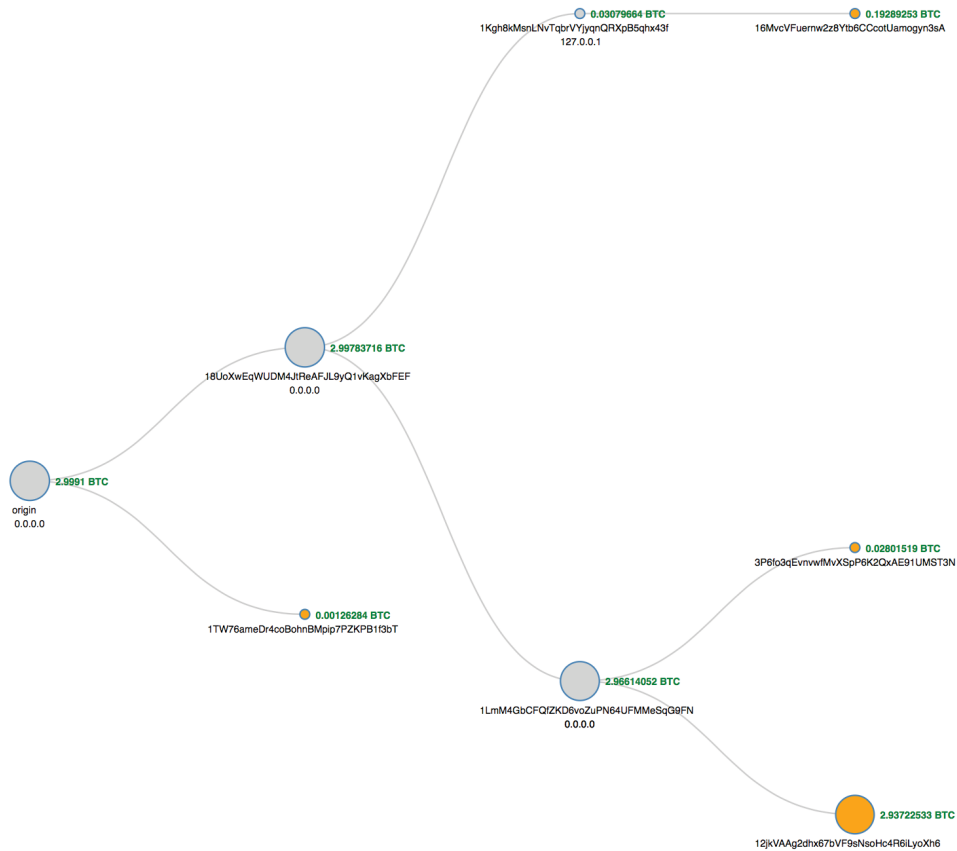 0.03079664 BTC
1Kgh8kMsnLNvTqbrVYjyqnQRXpB5qhx43f
127.0.0.1
0.19289253 BTC
16MvcVFuernw2z8Ytb6CCcotUamogyn3sA
2.99783716 BTC
18UoXwEqWUDM4JtReAFJL9yQ1vKagXbFEF
0.0.0.0
2.9991 BTC
origin
0.0.0.0
0.00126284 BTC
1TW76ameDr4coBohnBMpip7PZKPB1f3bT
0.02801519 BTC
3P6fo3qEvnvwfMvXSpP6K2QxAE91UMST3N
2.96614052 BTC
1LmM4GbCFQfZKD6voZuPN64UFMMeSqG9FN
0.0.0.0
2.93722533 BTC
12jkVAAg2dhx67bVF9sNsoHc4R6iLyoXh6